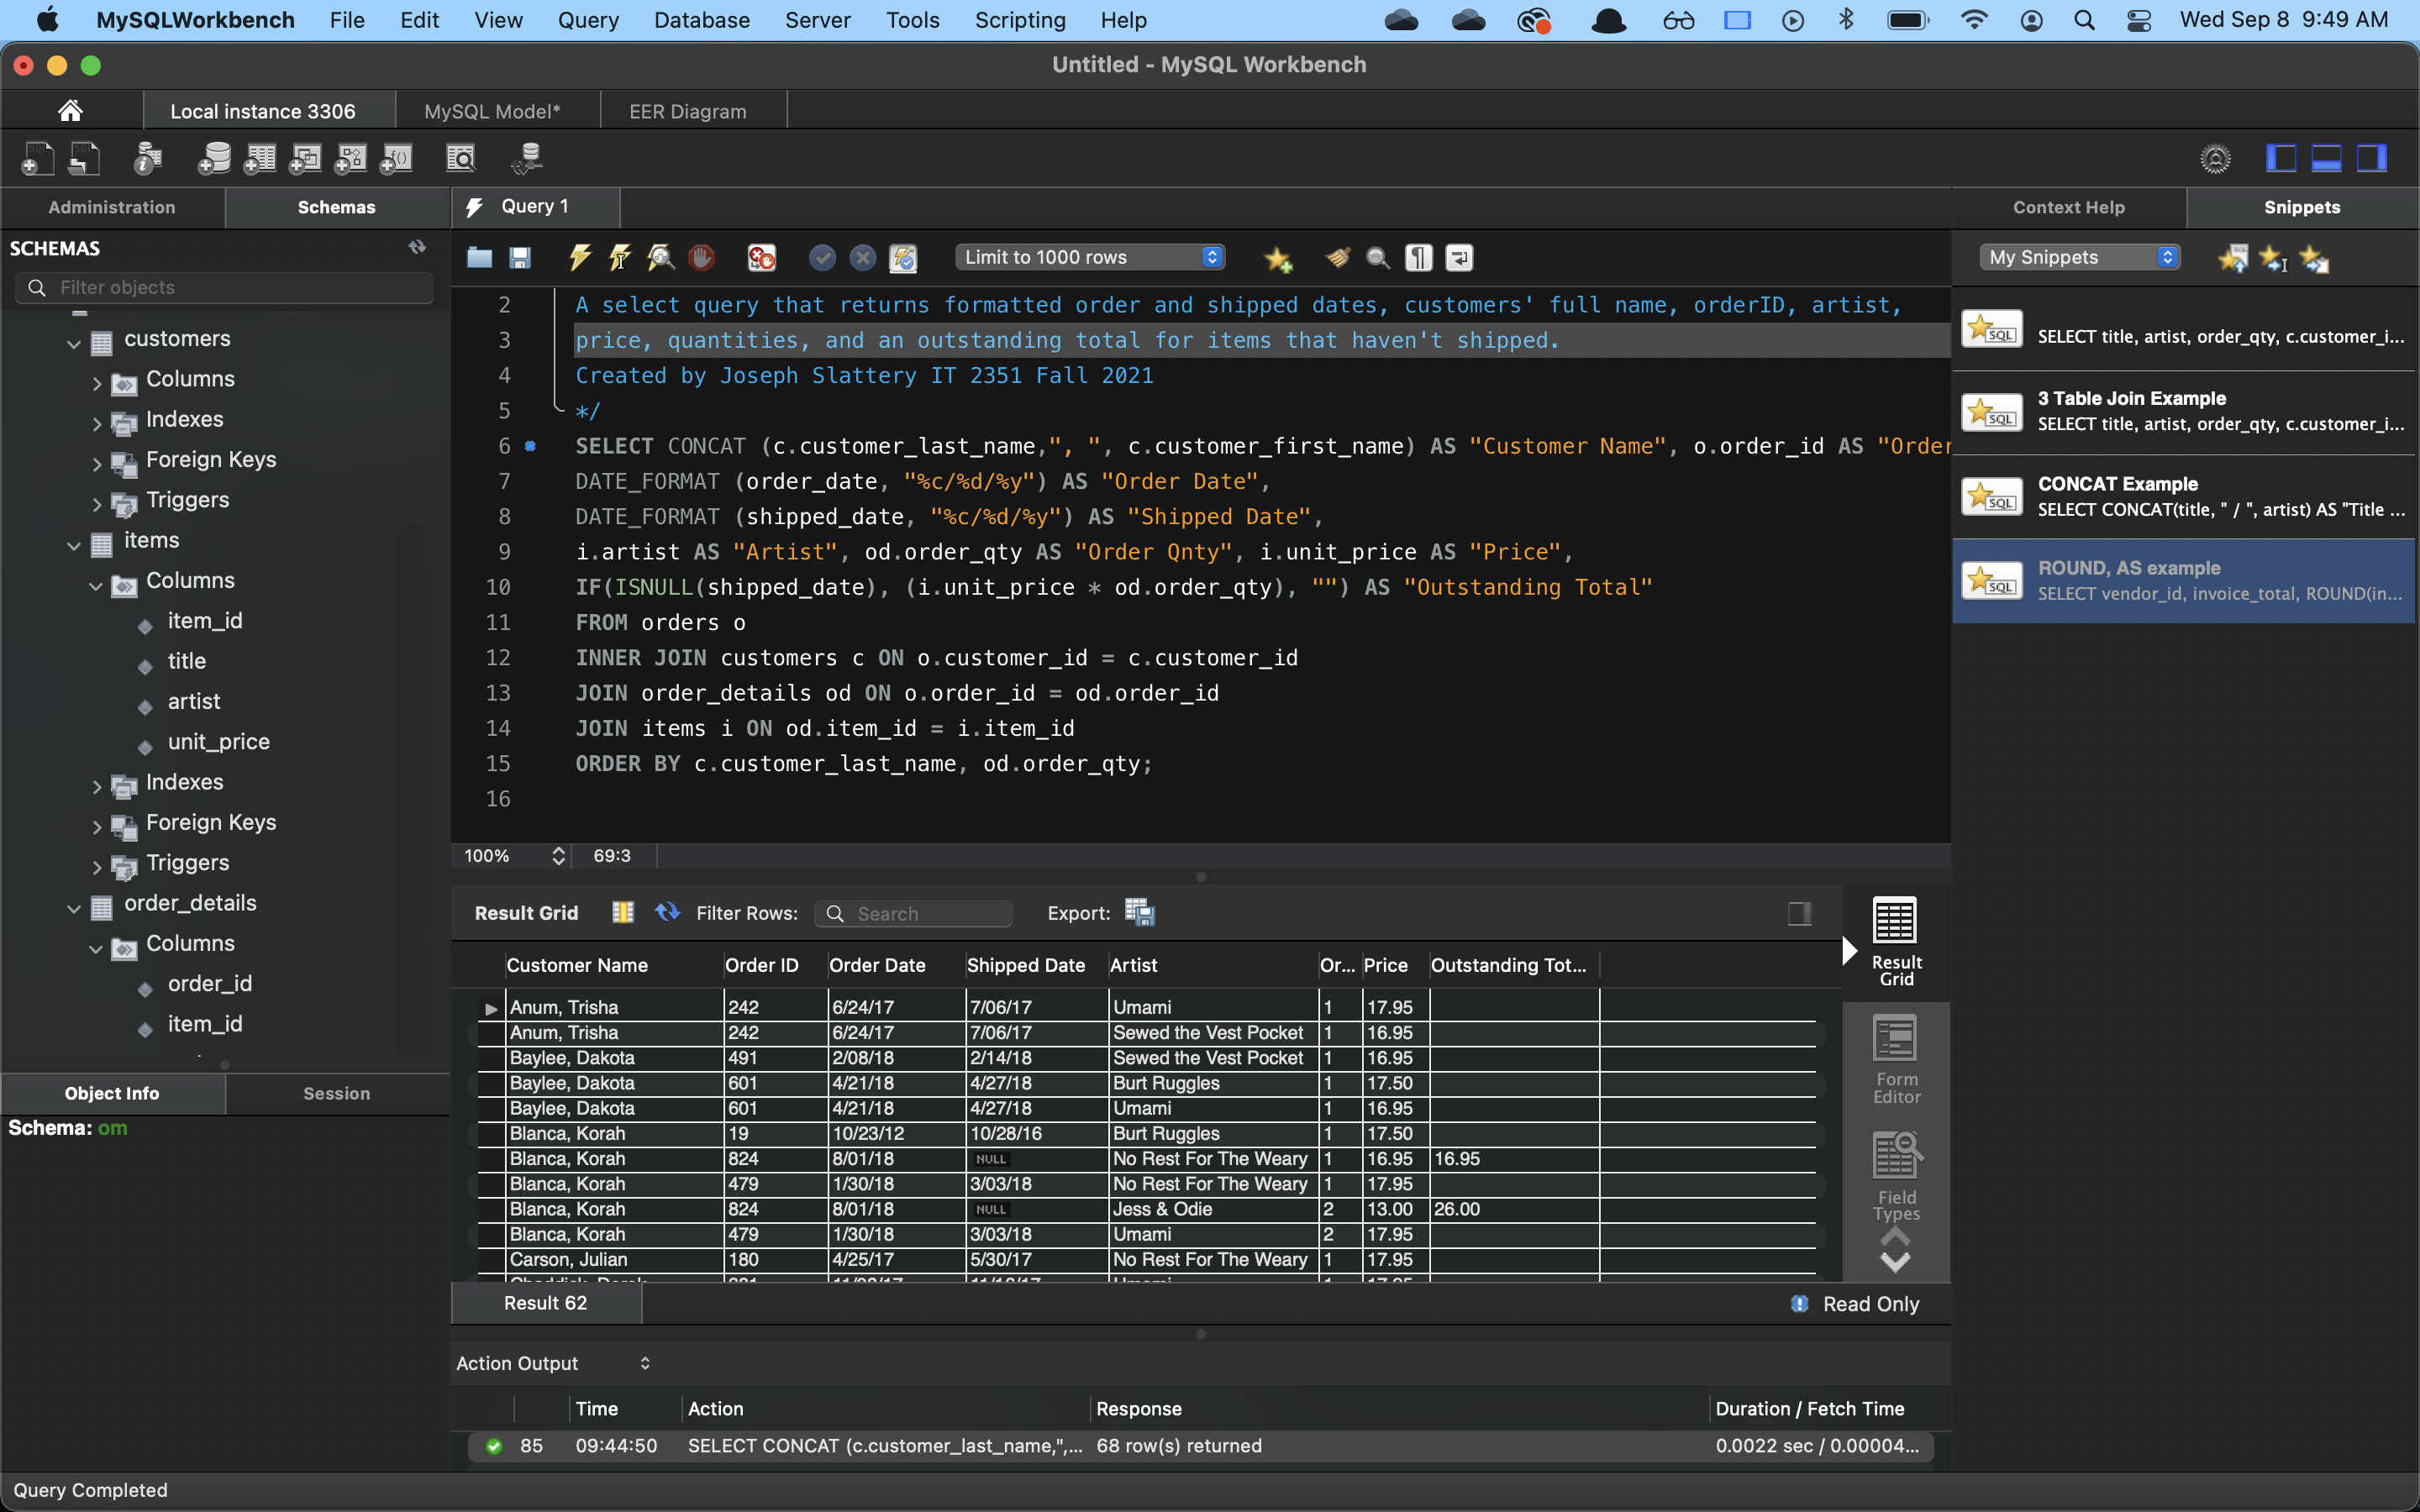 MySQLWorkbench File Edit View Query Database Server Tools Scripting Help Wed Sep 8 9:49 AM
Untitled - MySQL Workbench
Local instance 3306 MySQL Model* EER Diagram
Administration Schemas Query 1 Context Help Snippets
SCHEMAS
Filter objects
customers
Columns
Indexes
Foreign Keys
Triggers
items
Columns
item_id
title
artist
unit_price
Indexes
Foreign Keys
Triggers
order_details
Columns
order_id
item_id
Object Info Session
Schema: om
Limit to 1000 rows
2 A select query that returns formatted order and shipped dates, customers' full name, orderID, artist,
3 price, quantities, and an outstanding total for items that haven't shipped.
4 Created by Joseph Slattery IT 2351 Fall 2021
5 */
6 SELECT CONCAT (c.customer_last_name,", ", c.customer_first_name) AS "Customer Name", o.order_id AS "Order
7 DATE_FORMAT (order_date, "%c/%d/%y") AS "Order Date",
8 DATE_FORMAT (shipped_date, "%c/%d/%y") AS "Shipped Date",
9 i.artist AS "Artist", od.order_qty AS "Order Qnty", i.unit_price AS "Price",
10 IF(ISNULL(shipped_date), (i.unit_price * od.order_qty), "") AS "Outstanding Total"
11 FROM orders o
12 INNER JOIN customers c ON o.customer_id = c.customer_id
13 JOIN order_details od ON o.order_id = od.order_id
14 JOIN items i ON od.item_id = i.item_id
15 ORDER BY c.customer_last_name, od.order_qty;
16
100% 69:3
Result Grid Filter Rows: Search Export:
Customer Name Order ID Order Date Shipped Date Artist Or... Price Outstanding Tot...
Anum, Trisha 242 6/24/17 7/06/17 Umami 1 17.95
Anum, Trisha 242 6/24/17 7/06/17 Sewed the Vest Pocket 1 16.95
Baylee, Dakota 491 2/08/18 2/14/18 Sewed the Vest Pocket 1 16.95
Baylee, Dakota 601 4/21/18 4/27/18 Burt Ruggles 1 17.50
Baylee, Dakota 601 4/21/18 4/27/18 Umami 1 16.95
Blanca, Korah 19 10/23/12 10/28/16 Burt Ruggles 1 17.50
Blanca, Korah 824 8/01/18 NULL No Rest For The Weary 1 16.95 16.95
Blanca, Korah 479 1/30/18 3/03/18 No Rest For The Weary 1 17.95
Blanca, Korah 824 8/01/18 NULL Jess & Odie 2 13.00 26.00
Blanca, Korah 479 1/30/18 3/03/18 Umami 2 17.95
Carson, Julian 180 4/25/17 5/30/17 No Rest For The Weary 1 17.95
Result Grid
Form Editor
Field Types
Result 62 Read Only
Action Output
Time Action Response Duration / Fetch Time
85 09:44:50 SELECT CONCAT (c.customer_last_name,",... 68 row(s) returned 0.0022 sec / 0.00004...
Query Completed
My Snippets
SQL SELECT title, artist, order_qty, c.customer_i...
3 Table Join Example
SQL SELECT title, artist, order_qty, c.customer_i...
CONCAT Example
SQL SELECT CONCAT(title, " / ", artist) AS "Title ...
ROUND, AS example
SQL SELECT vendor_id, invoice_total, ROUND(in...